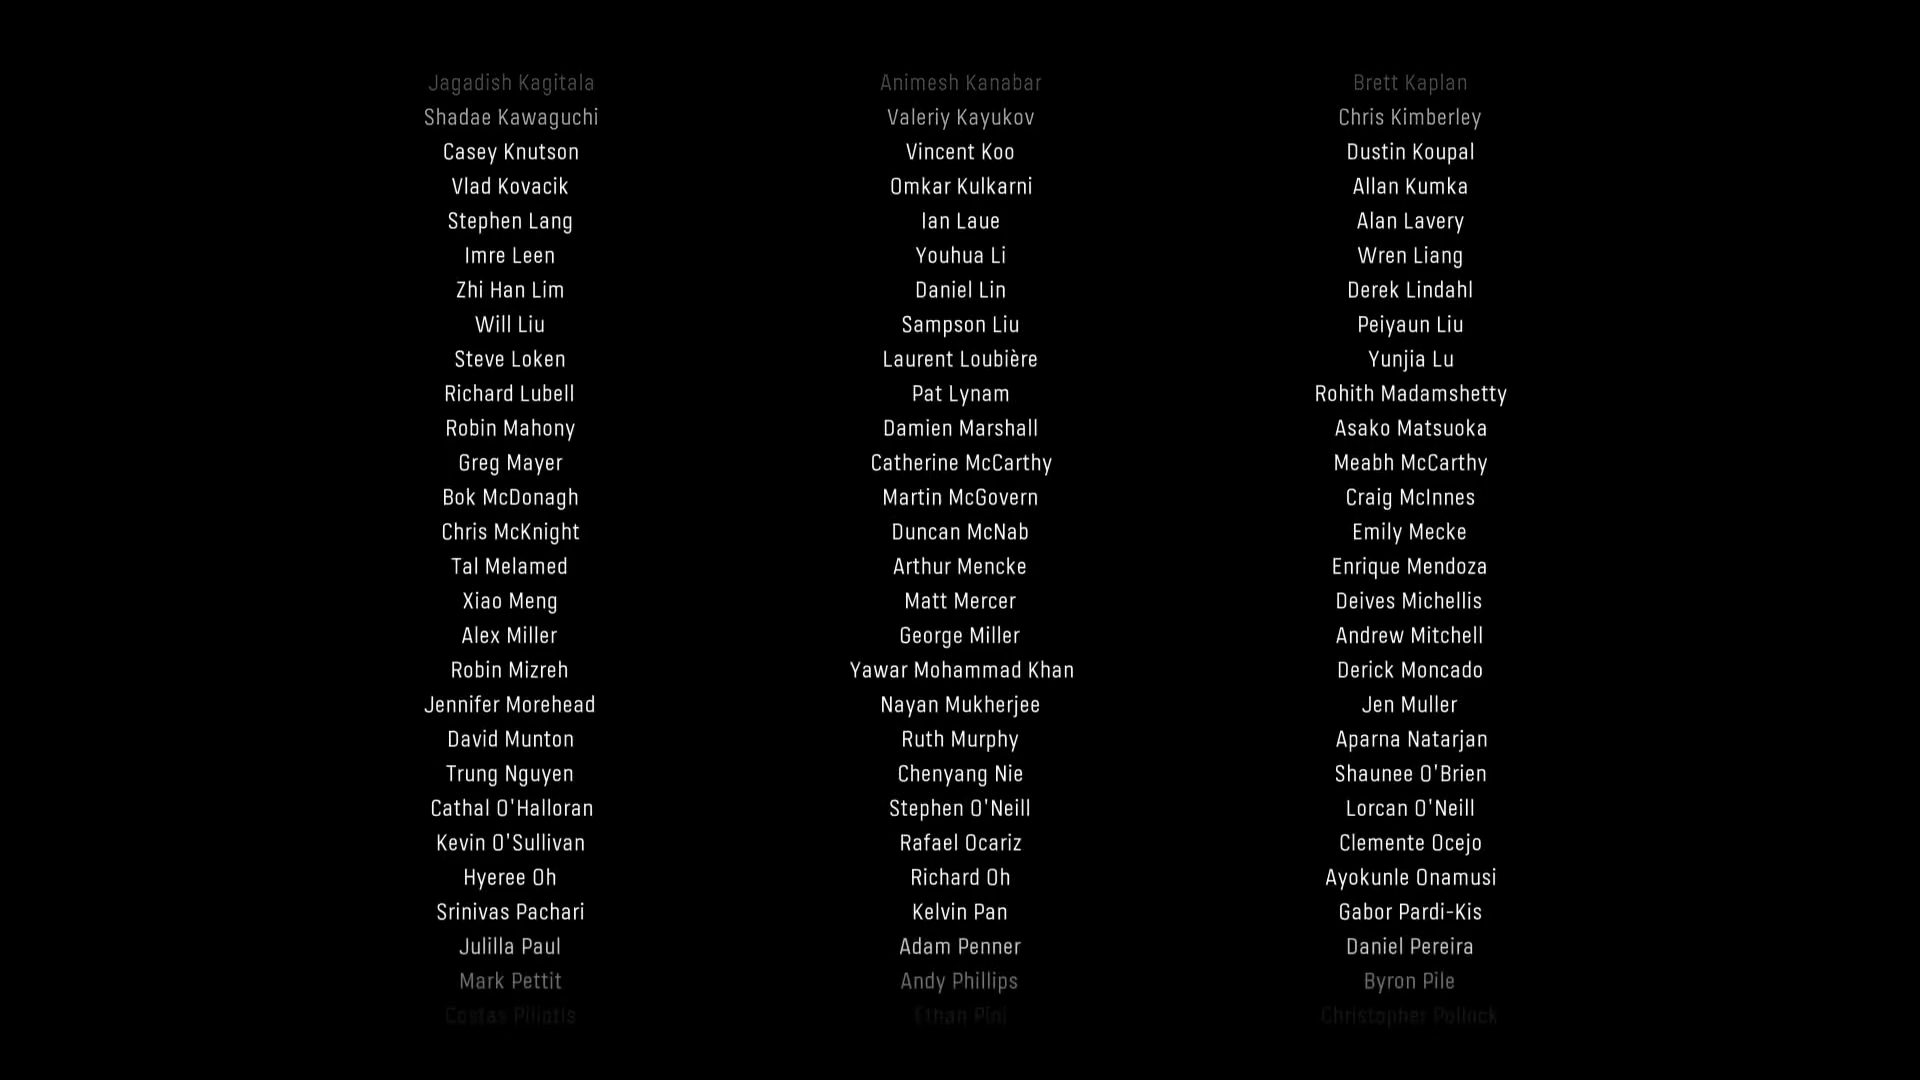 Jagadish Kagitala Animesh Kanabar Brett Kaplan
Shadae Kawaguchi Valeriy Kayukov Chris Kimberley
Casey Knutson Vincent Koo Dustin Koupal
Vlad Kovacik Omkar Kulkarni Allan Kumka
Stephen Lang Ian Laue Alan Lavery
Imre Leen Youhua Li Wren Liang
Zhi Han Lim Daniel Lin Derek Lindahl
Will Liu Sampson Liu Peiyaun Liu
Steve Loken Laurent Loubière Yunjia Lu
Richard Lubell Pat Lynam Rohith Madamshetty
Robin Mahony Damien Marshall Asako Matsuoka
Greg Mayer Catherine McCarthy Meabh McCarthy
Bok McDonagh Martin McGovern Craig McInnes
Chris McKnight Duncan McNab Emily Mecke
Tal Melamed Arthur Mencke Enrique Mendoza
Xiao Meng Matt Mercer Deives Michellis
Alex Miller George Miller Andrew Mitchell
Robin Mizreh Yawar Mohammad Khan Derick Moncado
Jennifer Morehead Nayan Mukherjee Jen Muller
David Munton Ruth Murphy Aparna Natarjan
Trung Nguyen Chenyang Nie Shaunee O'Brien
Cathal O'Halloran Stephen O'Neill Lorcan O'Neill
Kevin O'Sullivan Rafael Ocariz Clemente Ocejo
Hyeree Oh Richard Oh Ayokunle Onamusi
Srinivas Pachari Kelvin Pan Gabor Pardi-Kis
Julilla Paul Adam Penner Daniel Pereira
Mark Pettit Andy Phillips Byron Pile
Costas Piliotis Ethan Pini Christopher Pollock